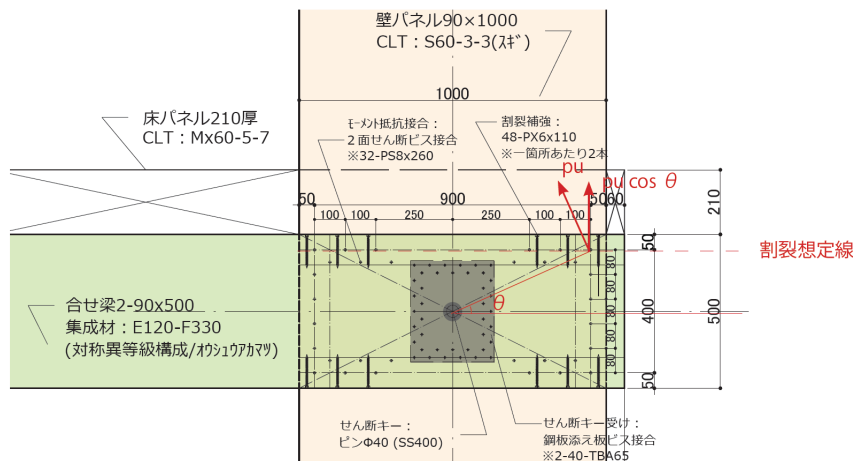 壁パネル90×1000
CLT：S60-3-3(ｽｷﾞ)
1000
床パネル210厚
CLT：Mx60-5-7
ﾓｰﾒﾝﾄ抵抗接合：
２面せん断ビス接合
※32-PS8x260
割裂補強：
48-PX6x110
※一箇所あたり2本
pu
pu cos θ
50
900
50
60
210
100
100
250
250
100
100
50
割裂想定線
80
80
80
80
80
θ
400
500
合せ梁2-90x500
集成材：E120-F330
(対称異等級構成/ｵｳｼｭｳｱｶﾏﾂ)
50
せん断キー：
ピンΦ40 (SS400)
せん断キー受け：
鋼板添え板ビス接合
※2-40-TBA65